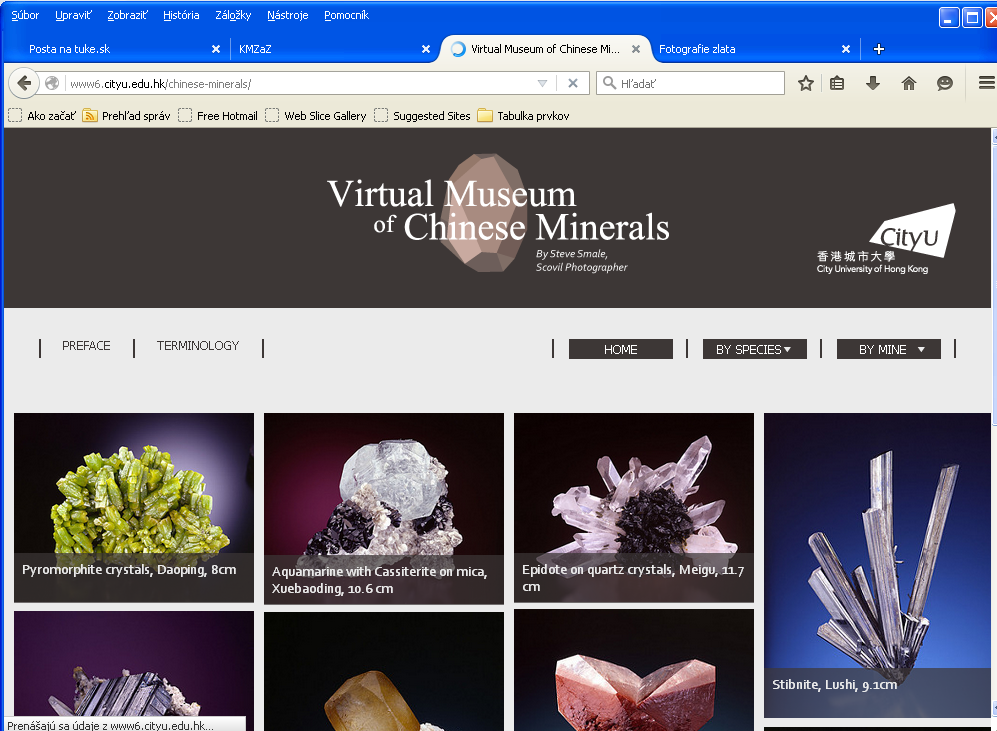 Súbor Upraviť Zobraziť História Záložky Nástroje Pomocník
Posta na tuke.sk KMZaZ Virtual Museum of Chinese Mi... Fotografie zlata
www6.cityu.edu.hk/chinese-minerals/ Hľadať
Ako začať Prehľad správ Free Hotmail Web Slice Gallery Suggested Sites Tabulka prvkov
Virtual Museum
of Chinese Minerals
By Steve Smale,
Scovil Photographer
CityU
香港城市大學
City University of Hong Kong
PREFACE TERMINOLOGY HOME BY SPECIES BY MINE
Pyromorphite crystals, Daoping, 8cm
Aquamarine with Cassiterite on mica,
Xuebaoding, 10.6 cm
Epidote on quartz crystals, Meigu, 11.7
cm
Stibnite, Lushi, 9.1cm
Prenášajú sa údaje z www6.cityu.edu.hk...